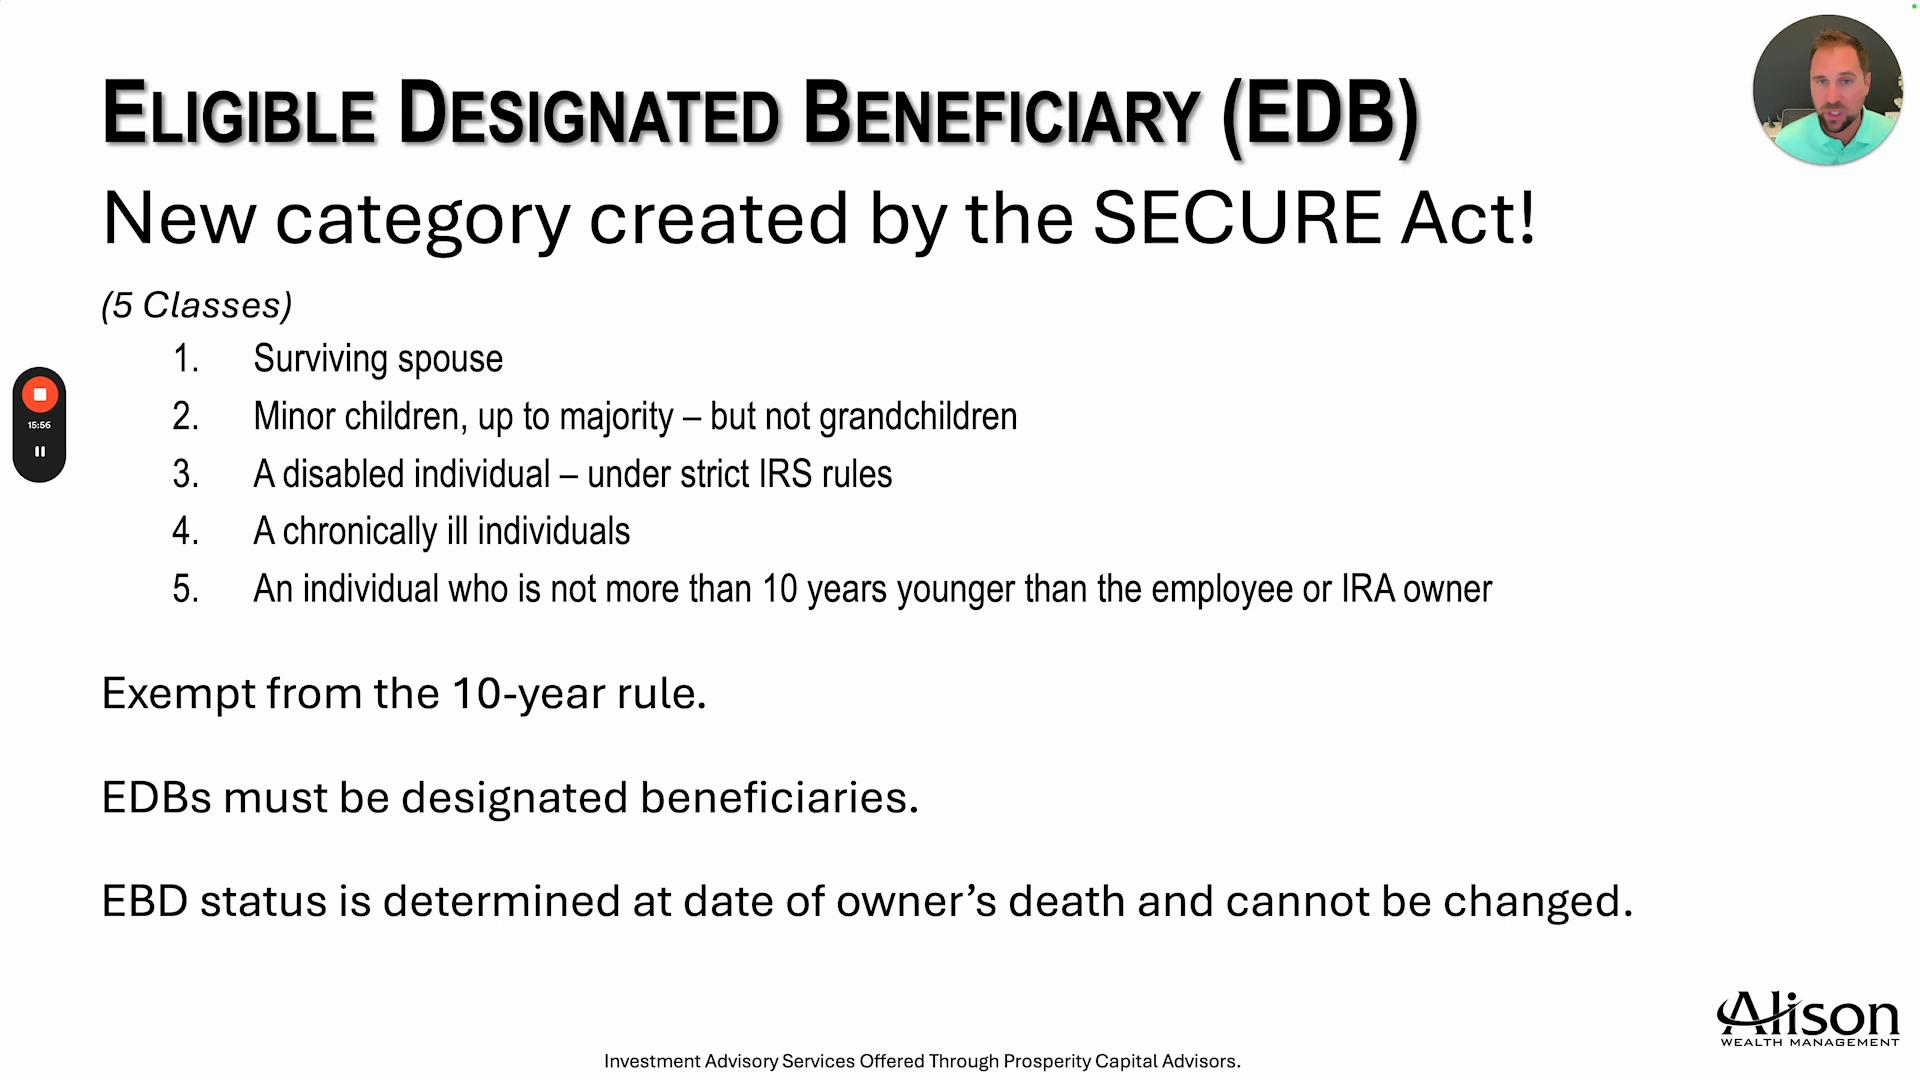 ELIGIBLE DESIGNATED BENEFICIARY (EDB)
New category created by the SECURE Act!
(5 Classes)
1. Surviving spouse
2. Minor children, up to majority – but not grandchildren
3. A disabled individual – under strict IRS rules
4. A chronically ill individuals
5. An individual who is not more than 10 years younger than the employee or IRA owner
15:56
Exempt from the 10-year rule.
EDBs must be designated beneficiaries.
EBD status is determined at date of owner’s death and cannot be changed.
Alison
WEALTH MANAGEMENT
Investment Advisory Services Offered Through Prosperity Capital Advisors.